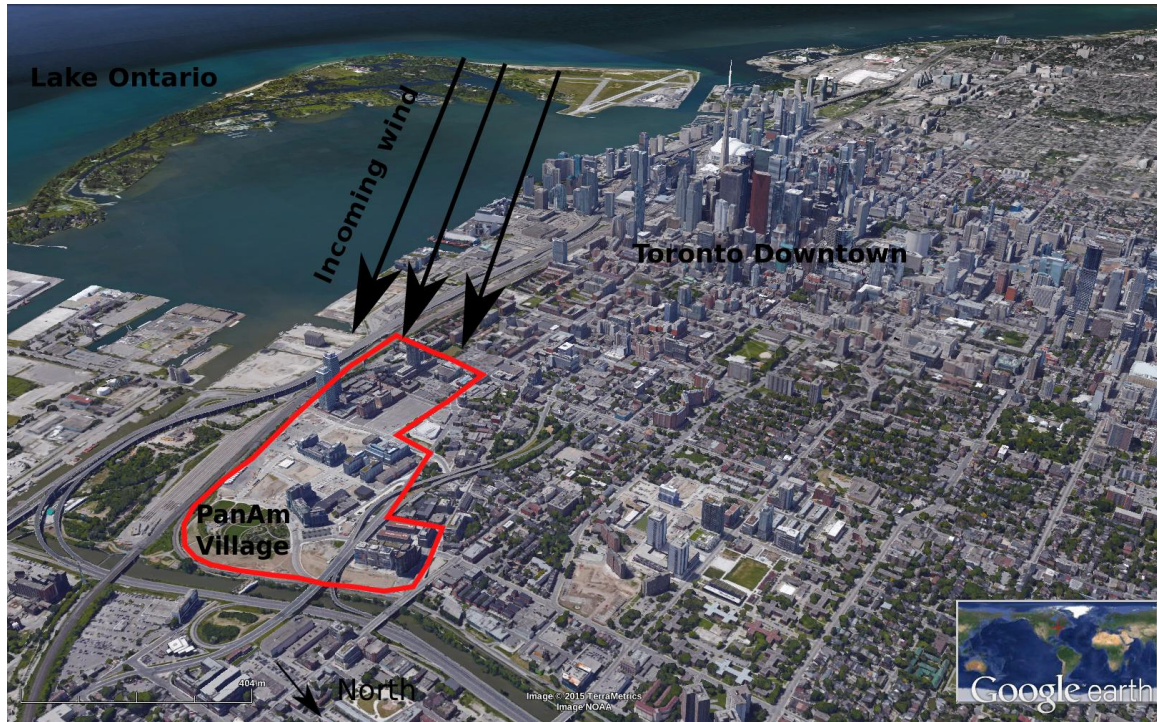 Lake Ontario
Incoming wind
Toronto Downtown
PanAm
Village
404 m
North
Image © 2015 TerraMetrics
Image NOAA
Google earth